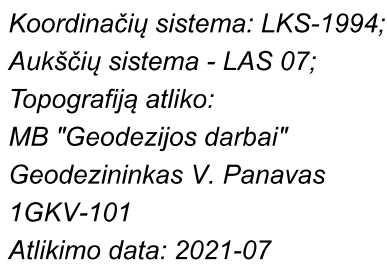 Koordinačių sistema: LKS-1994;
Aukščių sistema - LAS 07;
Topografiją atliko:
MB "Geodezijos darbai"
Geodezininkas V. Panavas
1GKV-101
Atlikimo data: 2021-07